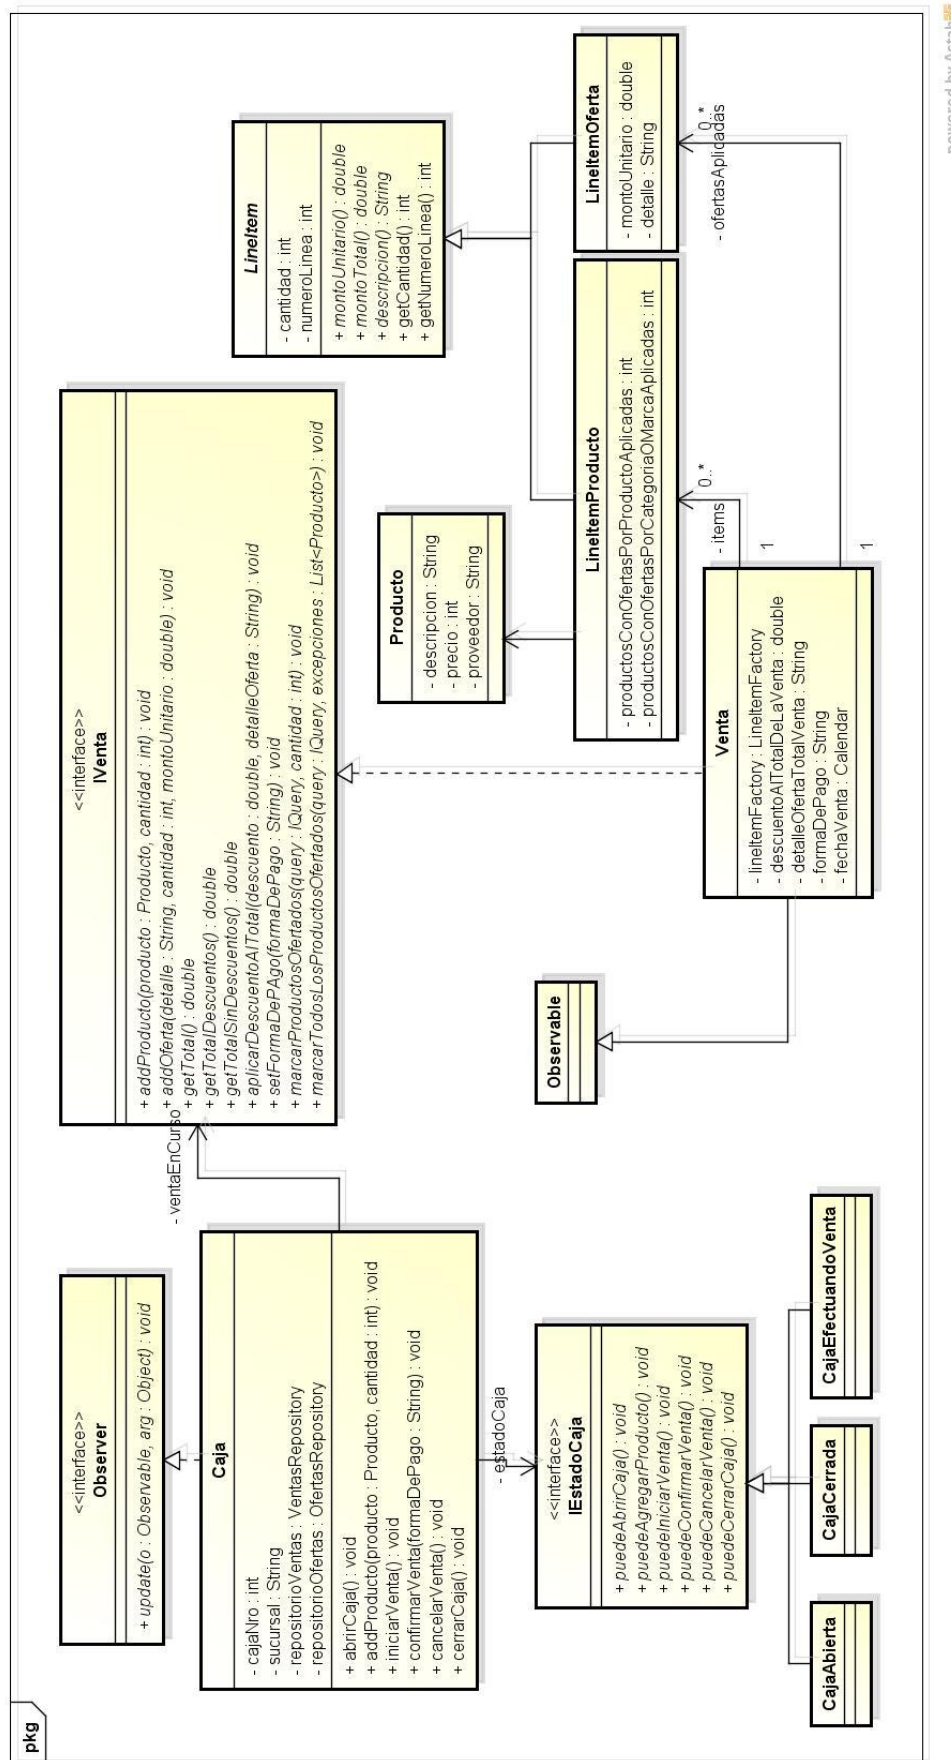 pkg
<<interface>>
Observer
+ update(o : Observable, arg : Object) : void
Caja
- cajaNro : int
- sucursal : String
- repositorioVentas : VentasRepository
- repositorioOfertas : OfertasRepository
+ abrirCaja() : void
+ addProducto(producto : Producto, cantidad : int) : void
+ iniciarVenta() : void
+ confirmarVenta(formaDePago : String) : void
+ cancelarVenta() : void
+ cerrarCaja() : void
- ventaEnCurso
- estadoCaja
<<interface>>
IEstadoCaja
+ puedeAbrirCaja() : void
+ puedeAgregarProducto() : void
+ puedeIniciarVenta() : void
+ puedeConfirmarVenta() : void
+ puedeCancelarVenta() : void
+ puedeCerrarCaja() : void
CajaAbierta
CajaCerrada
CajaEfectuandoVenta
<<interface>>
IVenta
+ addProducto(producto : Producto, cantidad : int) : void
+ addOferta(detalle : String, cantidad : int, montoUnitario : double) : void
+ getTotal() : double
+ getTotalDescuentos() : double
+ getTotalSinDescuentos() : double
+ aplicarDescuentoAlTotal(descuento : double, detalleOferta : String) : void
+ setFormaDePAgo(formaDePago : String) : void
+ marcarProductosOfertados(query : IQuery, cantidad : int) : void
+ marcarTodosLosProductosOfertados(query : IQuery, excepciones : List<Producto>) : void
Observable
Venta
- lineItemFactory : LineItemFactory
- descuentoAlTotalDeLaVenta : double
- detalleOfertaTotalVenta : String
- formaDePago : String
- fechaVenta : Calendar
Producto
- descripcion : String
- precio : int
- proveedor : String
LineItem
- cantidad : int
- numeroLinea : int
+ montoUnitario() : double
+ montoTotal() : double
+ descripcion() : String
+ getCantidad() : int
+ getNumeroLinea() : int
LineItemProducto
- productosConOfertasPorProductoAplicadas : int
- productosConOfertasPorCategoriaOMarcaAplicadas : int
LineItemOferta
- montoUnitario : double
- detalle : String
- items
0..*
1
0..*
- ofertasAplicadas
1
powered by Astah